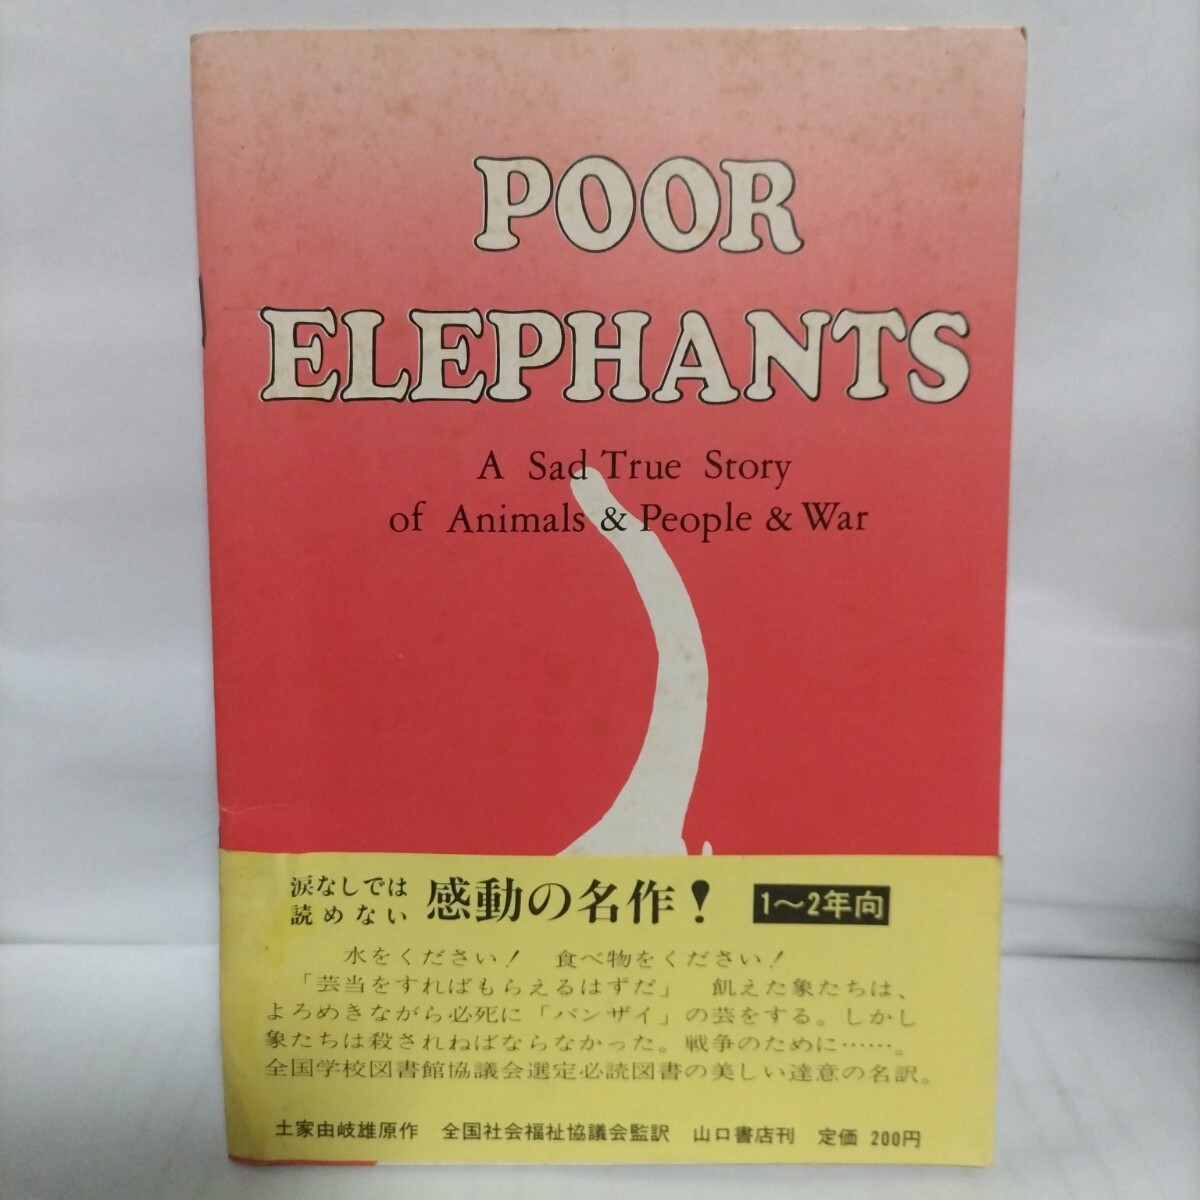 POOR
ELEPHANTS
A Sad True Story
of Animals & People & War
涙なしでは
読めない
感動の名作!
1〜2年向
水をください! 食べ物をください!
「芸当をすればもらえるはずだ」 飢えた象たちは、
よろめきながら必死に「バンザイ」の芸をする。しかし
象たちは殺されねばならなかった。戦争のために……。
全国学校図書館協議会選定必読図書の美しい達意の名訳。
土家由岐雄原作 全国社会福祉協議会監訳 山口書店刊 定価 200円